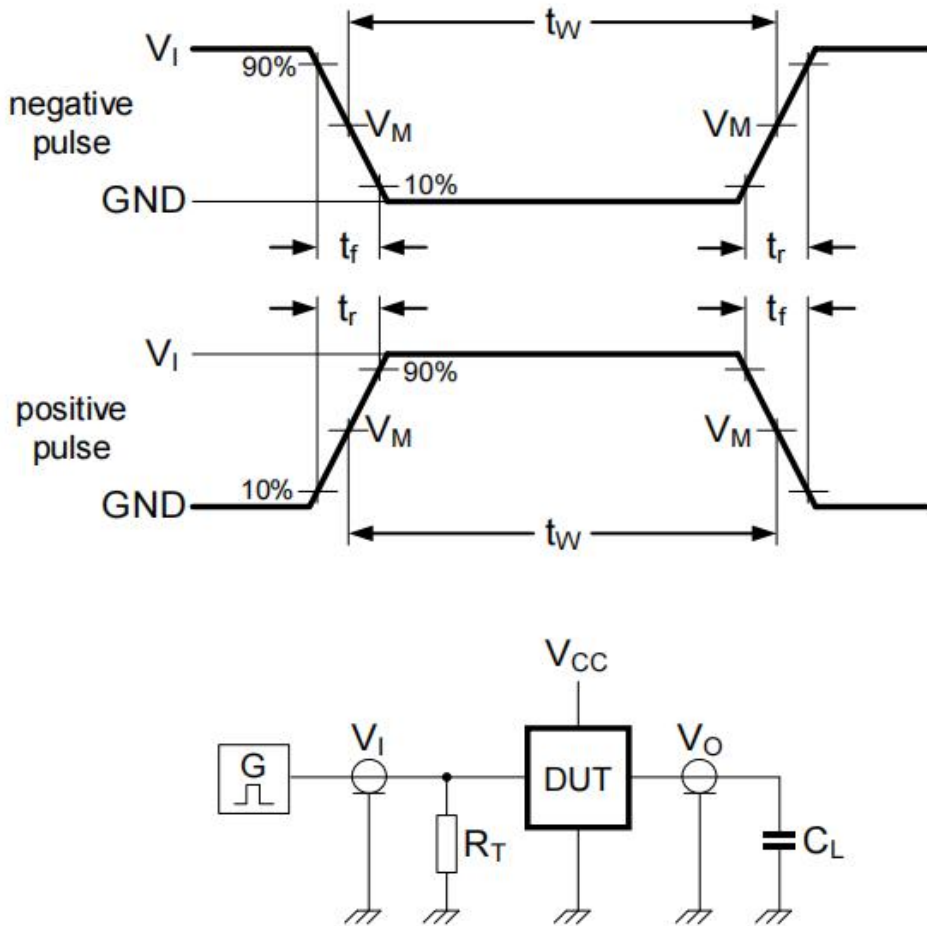 tW
VI
90%
negative
pulse
VM
VM
10%
GND
tf
tr
tr
tf
VI
90%
positive
pulse
VM
VM
10%
GND
tW
VCC
VI
VO
G
DUT
RT
CL